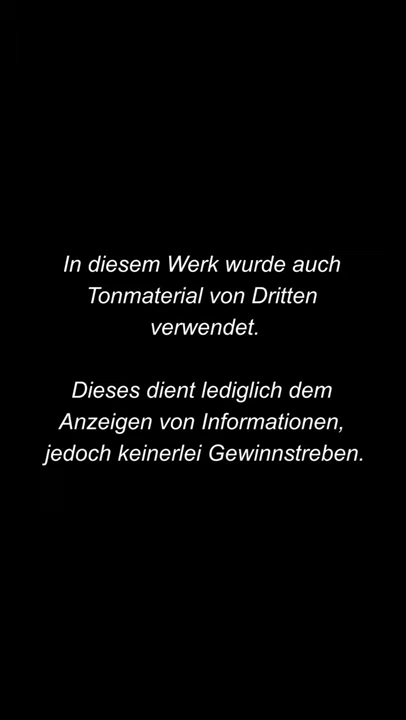 In diesem Werk wurde auch
Tonmaterial von Dritten
verwendet.
Dieses dient lediglich dem
Anzeigen von Informationen,
jedoch keinerlei Gewinnstreben.